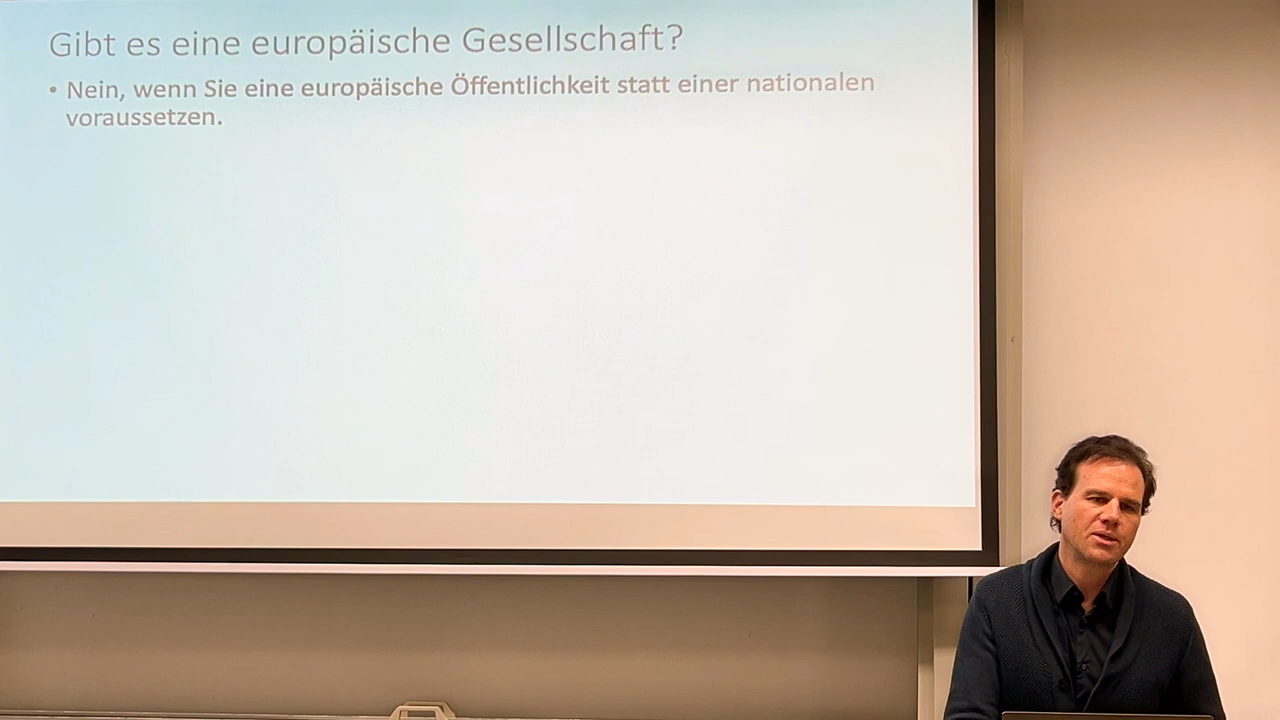 Gibt es eine europäische Gesellschaft?
• Nein, wenn Sie eine europäische Öffentlichkeit statt einer nationalen
voraussetzen.